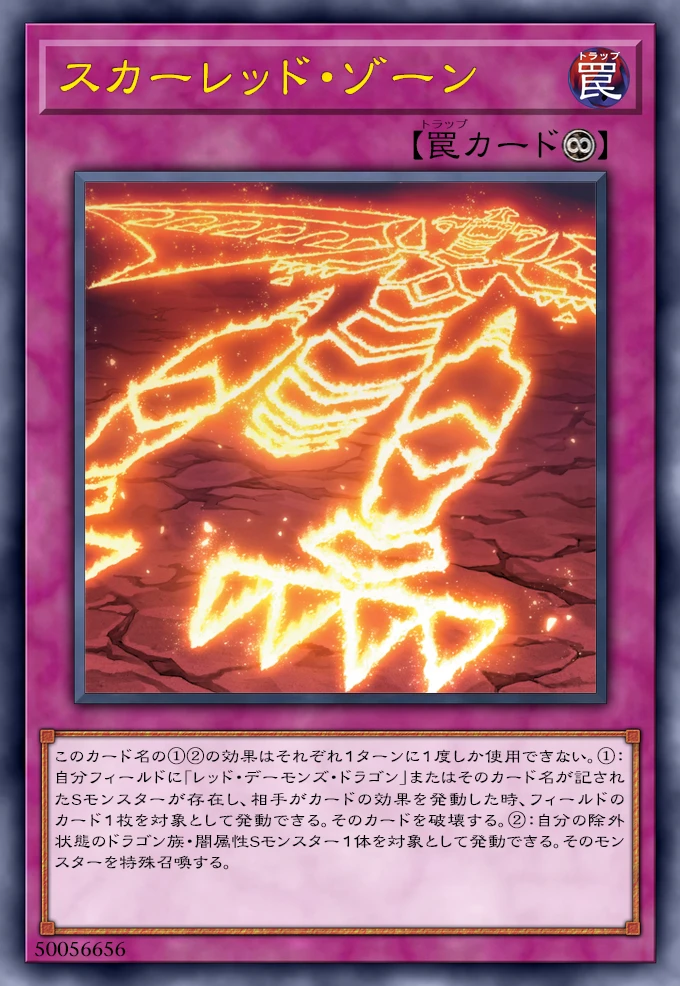 スカーレッド・ゾーン
トラップ
罠
トラップ
【罠カード♾】
このカード名の①②の効果はそれぞれ1ターンに1度しか使用できない。①:
自分フィールドに「レッド・デーモンズ・ドラゴン」またはそのカード名が記され
たSモンスターが存在し、相手がカードの効果を発動した時、フィールドの
カード1枚を対象として発動できる。そのカードを破壊する。②:自分の除外
状態のドラゴン族・闇属性Sモンスター1体を対象として発動できる。そのモン
スターを特殊召喚する。
50056656